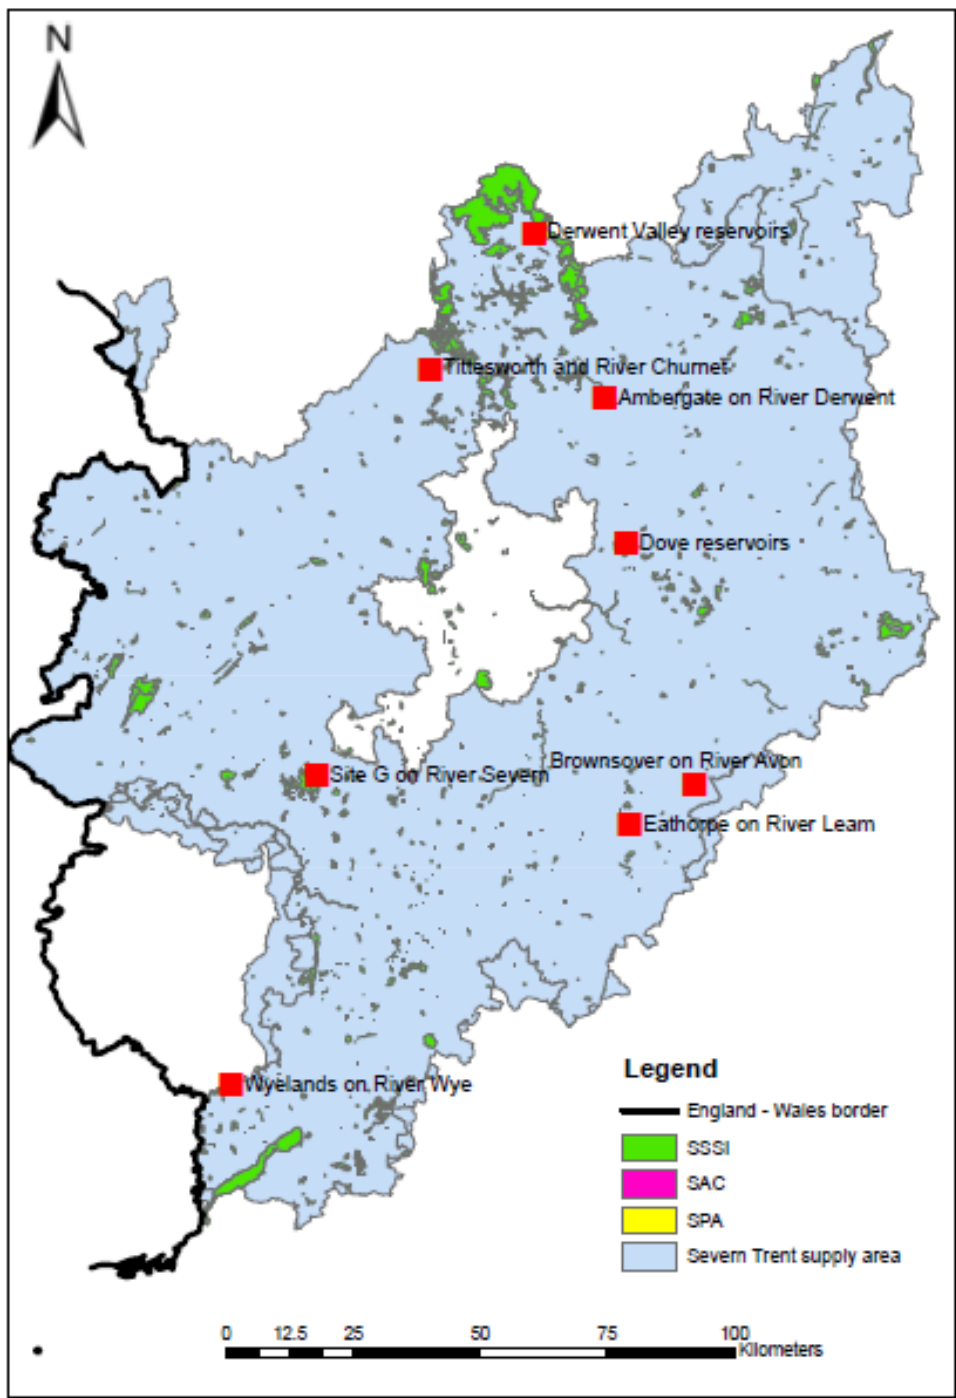 N
Derwent Valley reservoirs
Tittesworth and River Churnet
Ambergate on River Derwent
Dove reservoirs
Brownsover on River Avon
Site G on River Severn
Eathorpe on River Leam
Wyelands on River Wye
Legend
England - Wales border
SSSI
SAC
SPA
Severn Trent supply area
0 12.5 25 50 75 100
Kilometers